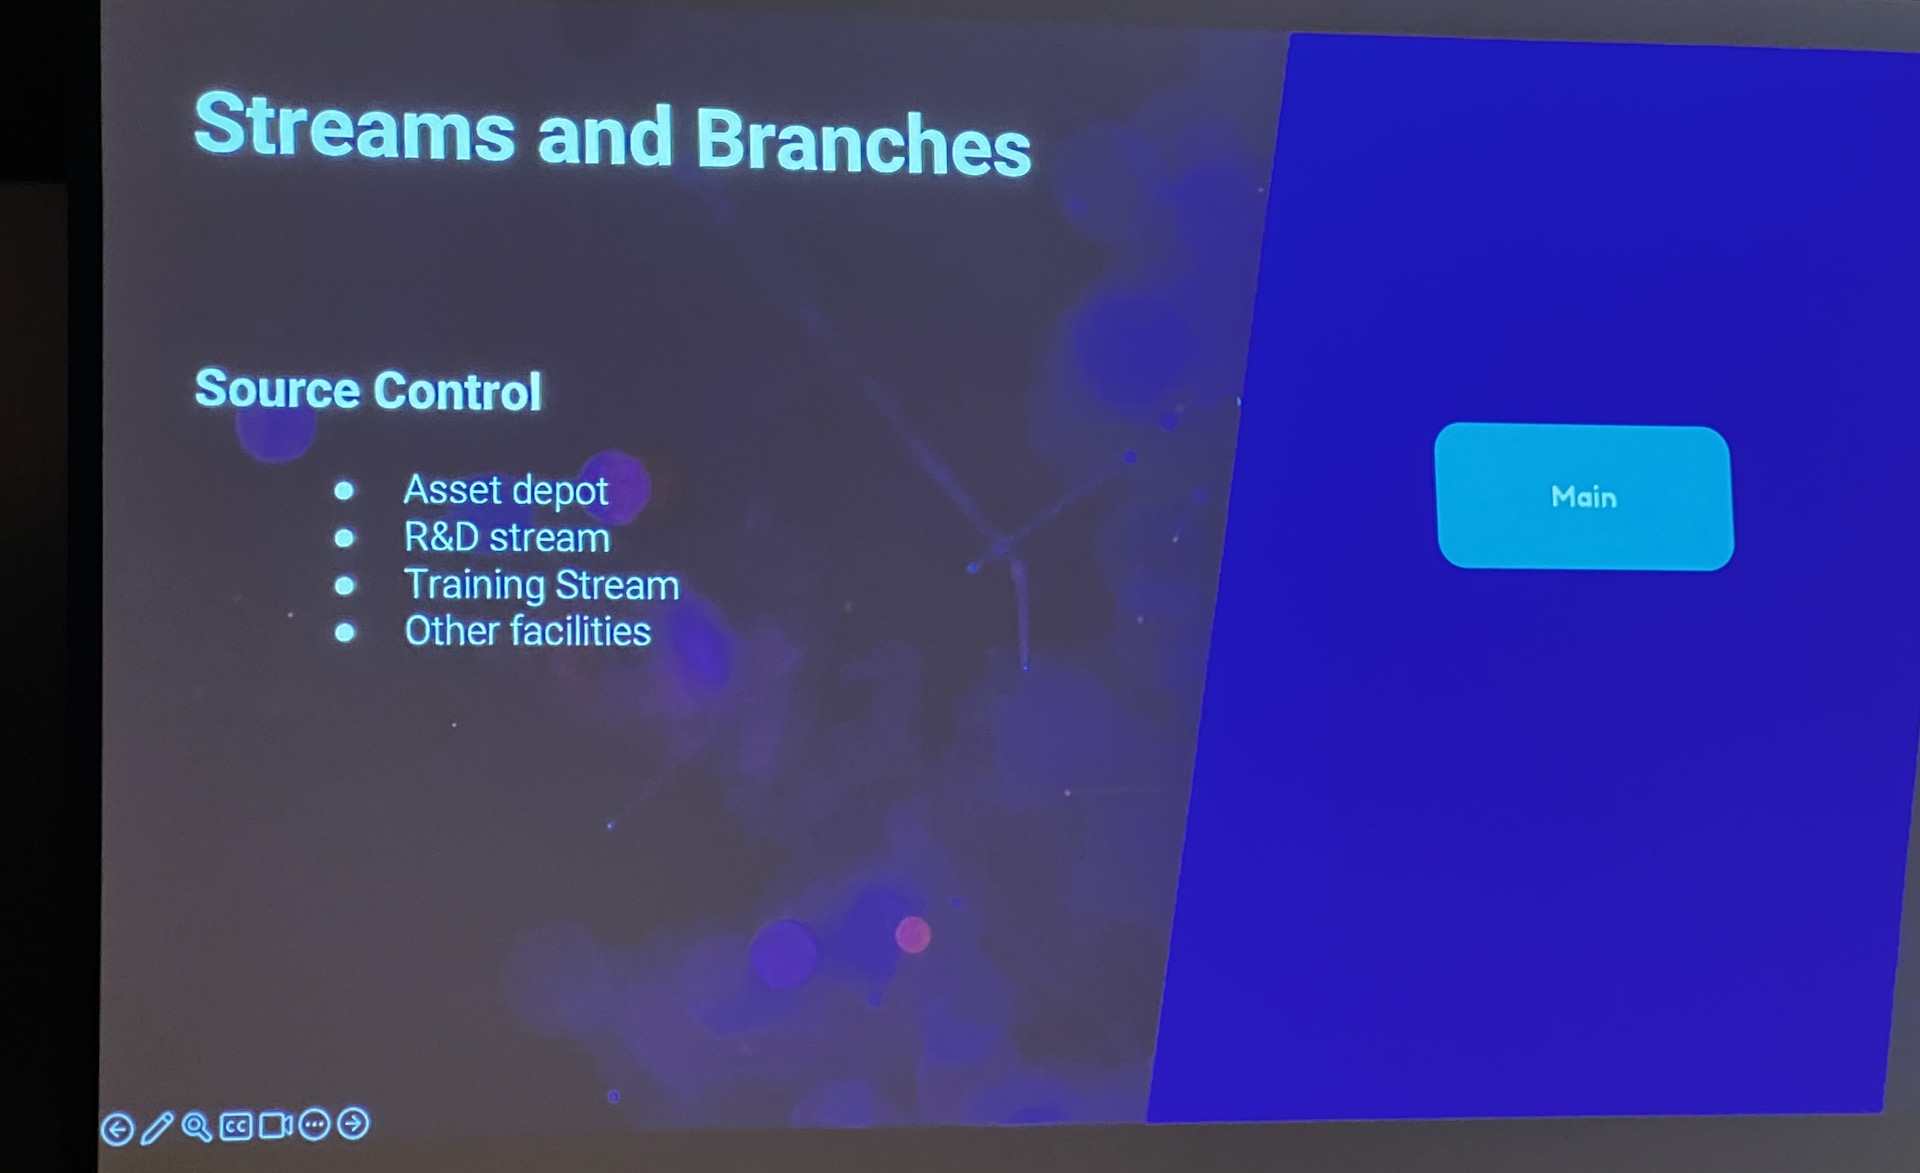 Streams and Branches
Source Control
● Asset depot
● R&D stream
● Training Stream
● Other facilities
Main
CC